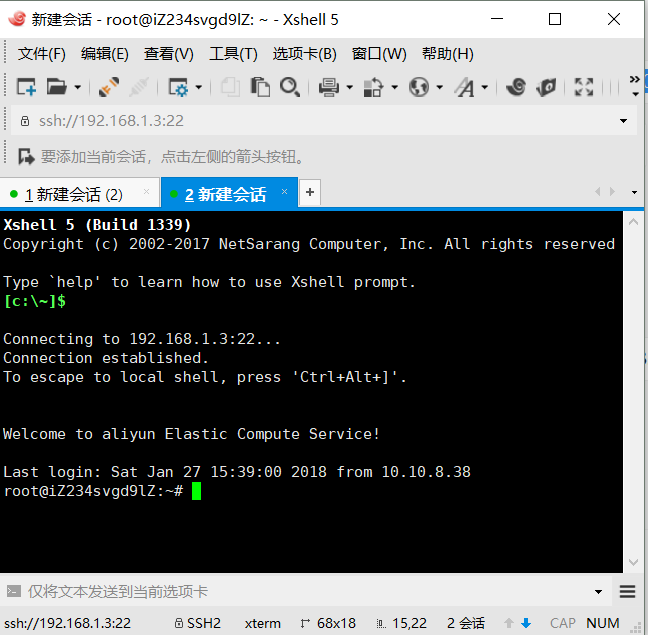 新建会话 - root@iZ234svgd9lZ: ~ - Xshell 5
文件(F) 编辑(E) 查看(V) 工具(T) 选项卡(B) 窗口(W) 帮助(H)
ssh://192.168.1.3:22
要添加当前会话，点击左侧的箭头按钮。
1 新建会话 (2) × 2 新建会话 × +
Xshell 5 (Build 1339)
Copyright (c) 2002-2017 NetSarang Computer, Inc. All rights reserved
Type `help' to learn how to use Xshell prompt.
[c:\~]$
Connecting to 192.168.1.3:22...
Connection established.
To escape to local shell, press 'Ctrl+Alt+]'.
Welcome to aliyun Elastic Compute Service!
Last login: Sat Jan 27 15:39:00 2018 from 10.10.8.38
root@iZ234svgd9lZ:~#
仅将文本发送到当前选项卡
ssh://192.168.1.3:22 SSH2 xterm 68x18 15,22 2 会话 CAP NUM